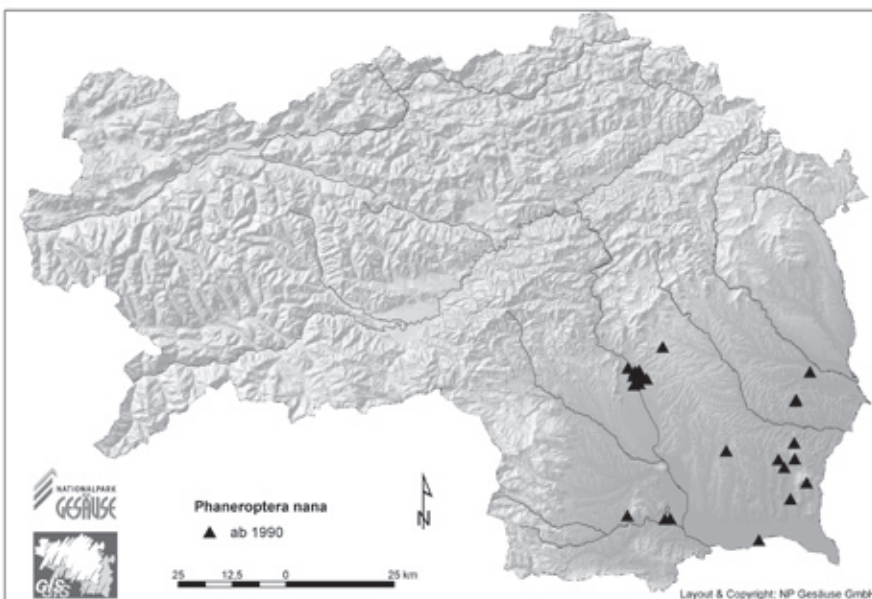 NATIONALPARK
GESÄUSE
Phaneroptera nana
ab 1990
N
25 12,5 0 25 km
Layout & Copyright: NP Gesäuse GmbH